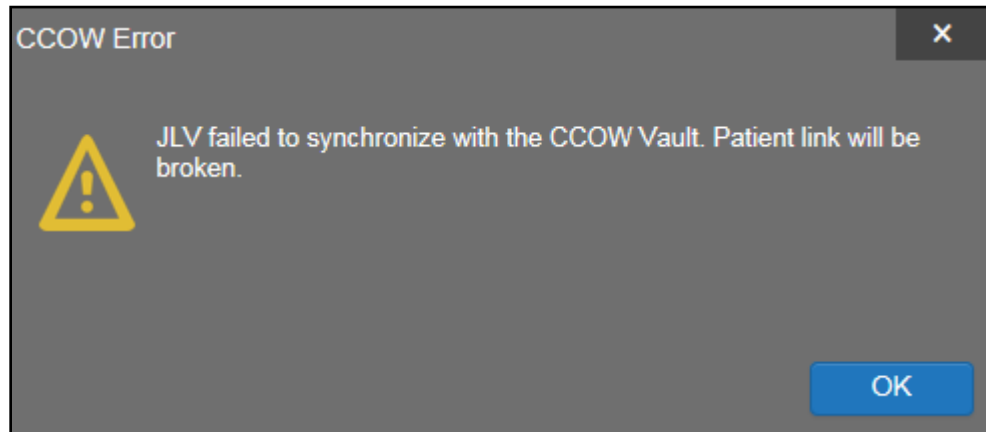 CCOW Error
×
JLV failed to synchronize with the CCOW Vault. Patient link will be
broken.
OK